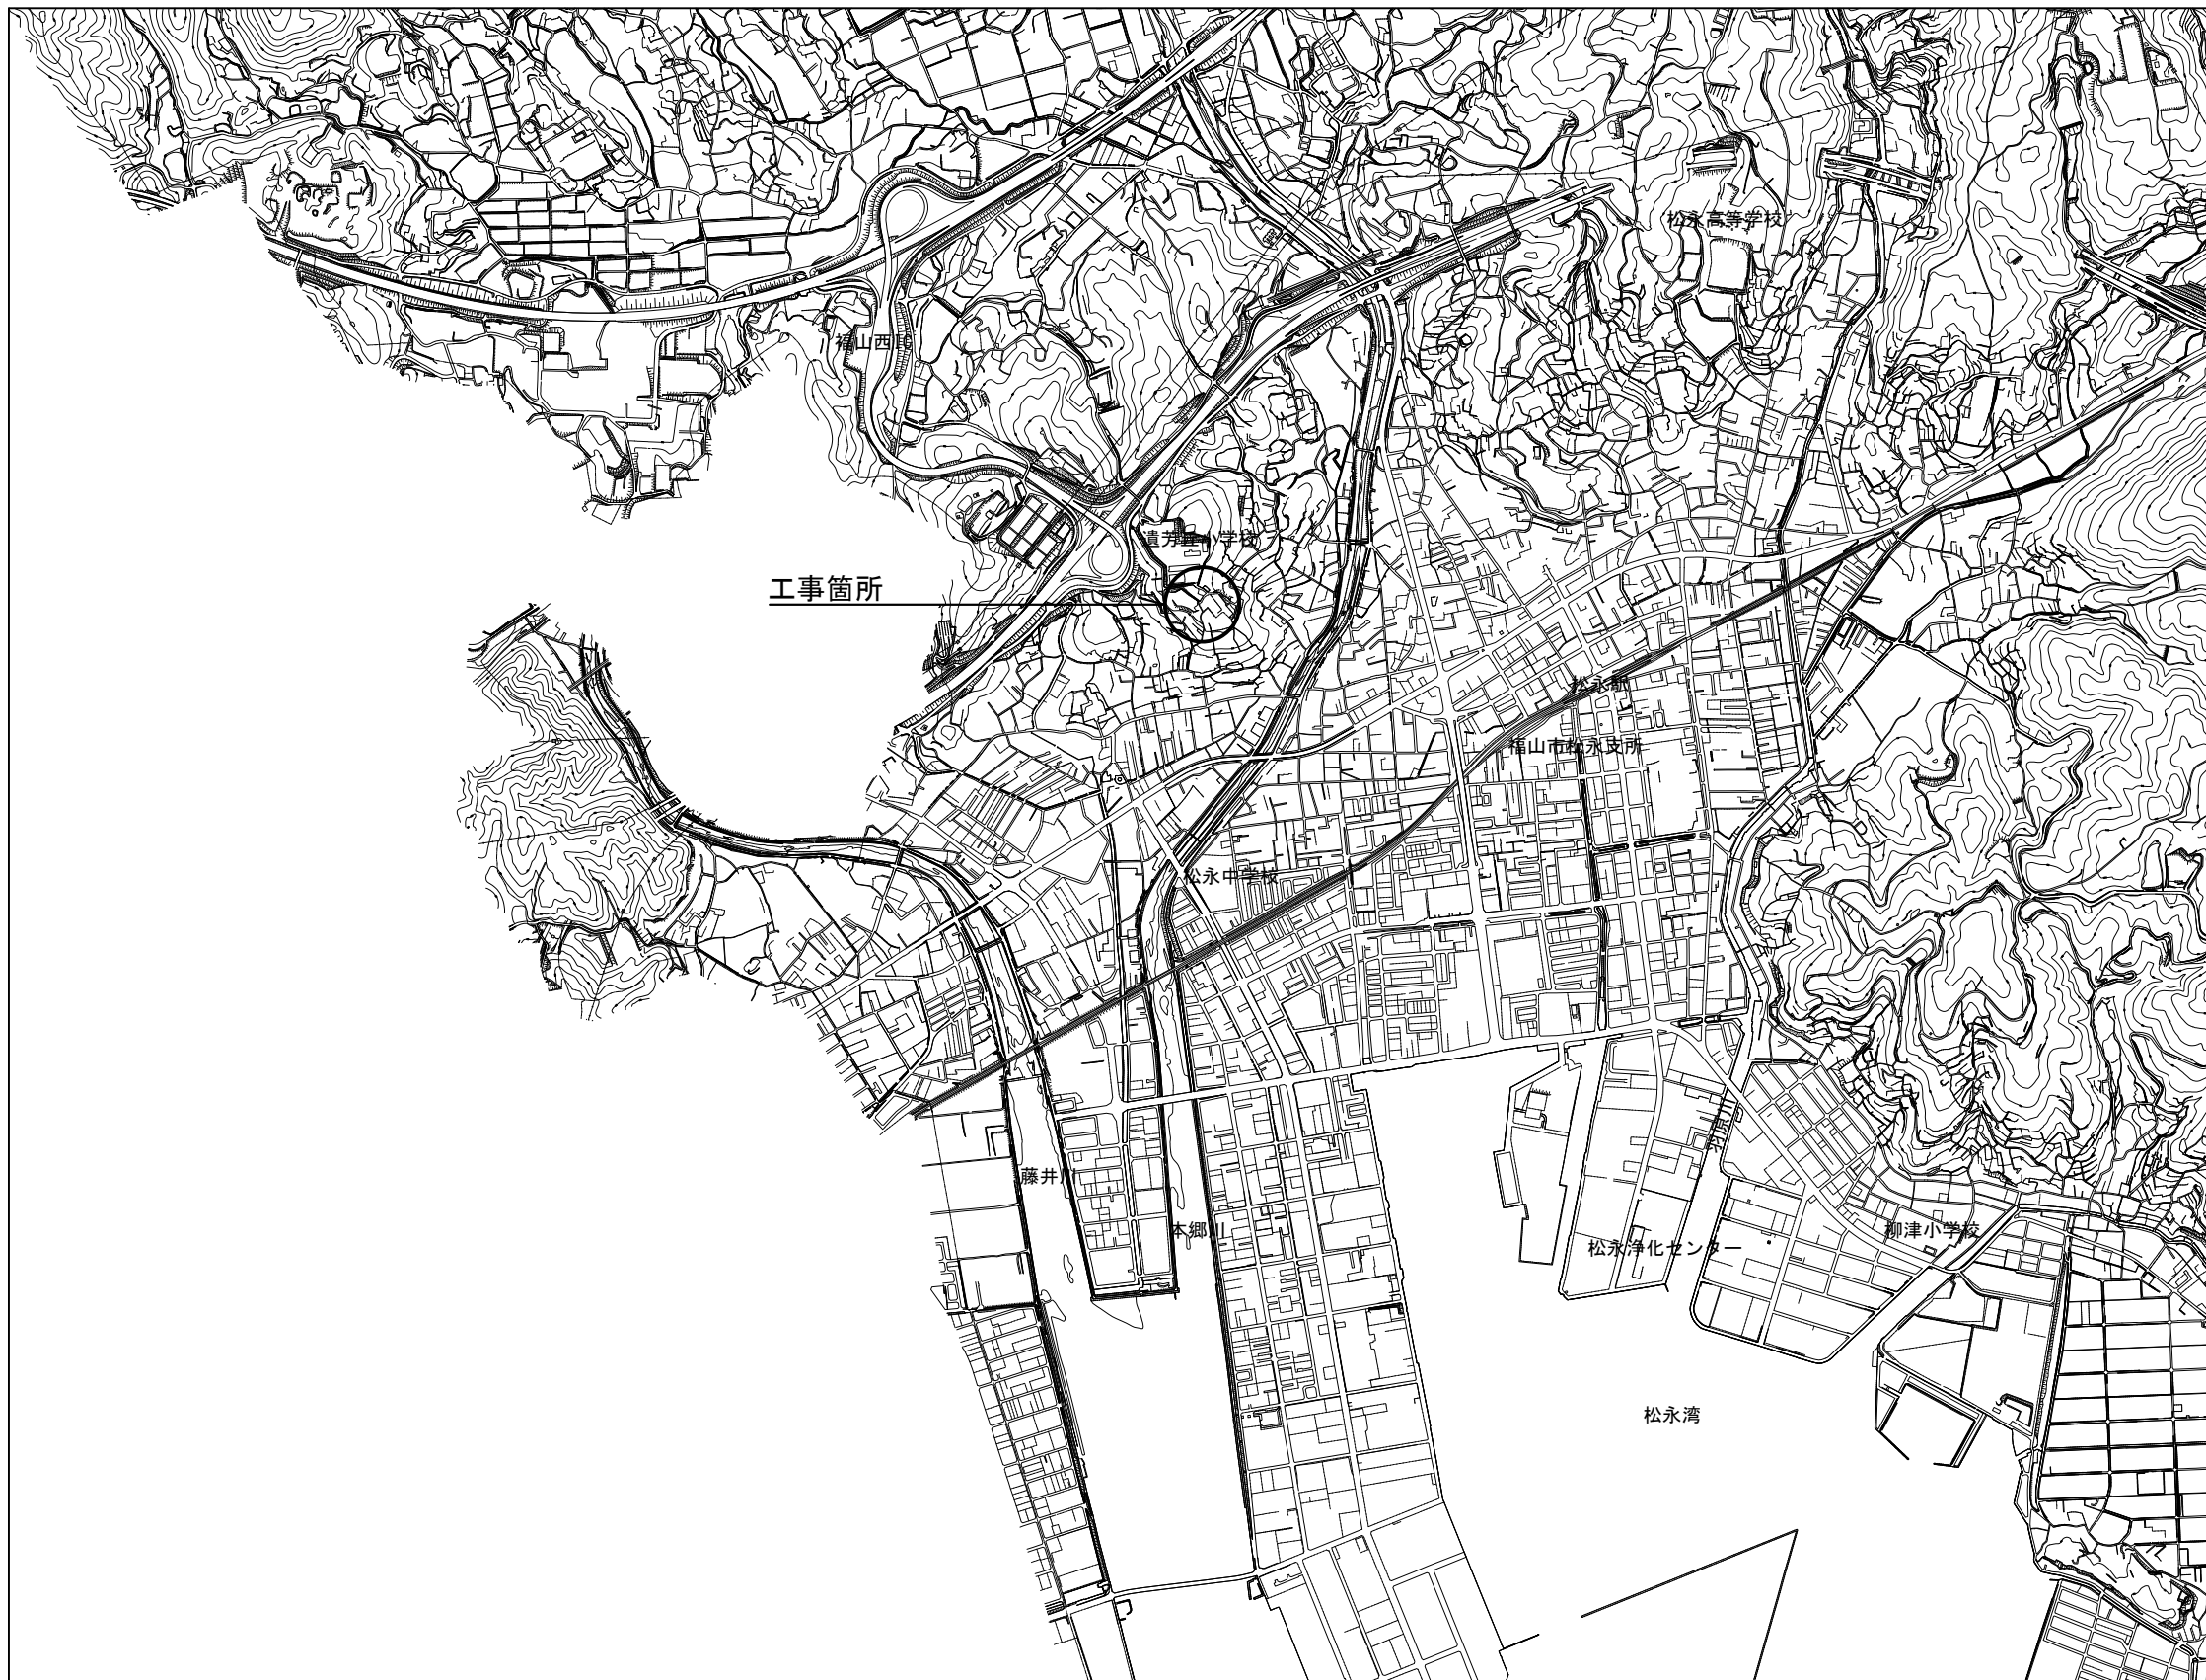 松永高等学校
福山西IC
遺芳丘小学校
工事箇所
松永駅
福山市松永支所
松永中学校
羽原川
藤井川
本郷川
松永浄化センター
柳津小学校
松永湾